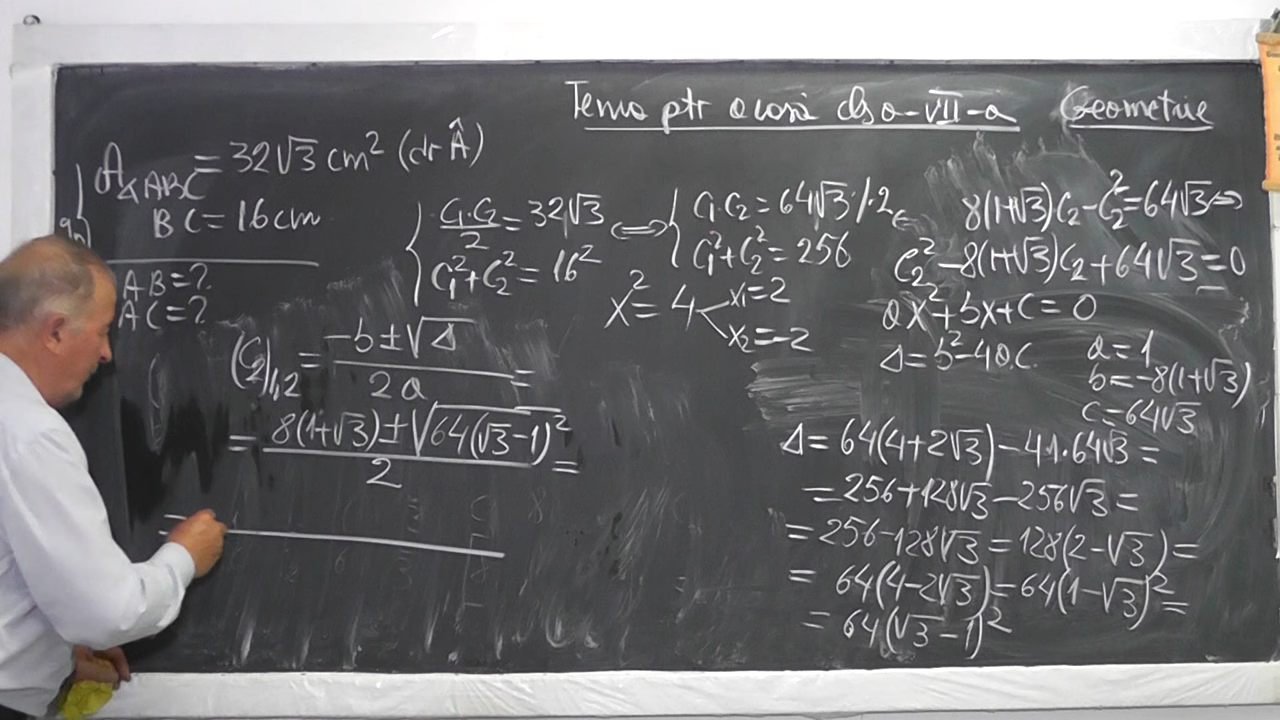 Tema ptr acasă clsa a-VII-a Geometrie
A△ABC = 32√3 cm² (dr Â)
BC = 16 cm
AB = ?
AC = ?
C₁·C₂/2 = 32√3 ⇔ C₁·C₂ = 64√3 /·2
C₁² + C₂² = 16² C₁² + C₂² = 256
x² = 4 x₁ = 2
x₂ = -2
(C₂)₁,₂ = -b ± √Δ / 2a =
= 8(1+√3) ± √64(√3-1)² / 2 =
=
8(1+√3)C₂ - C₂² = 64√3 ⇔
C₂² - 8(1+√3)C₂ + 64√3 = 0
ax² + bx + c = 0
Δ = b² - 4a.c.
a = 1
b = -8(1+√3)
c = 64√3
Δ = 64(4+2√3) - 4·1·64√3 =
= 256 + 128√3 - 256√3 =
= 256 - 128√3 = 128(2-√3) =
= 64(4-2√3) = 64(1-√3)² =
= 64(√3-1)²